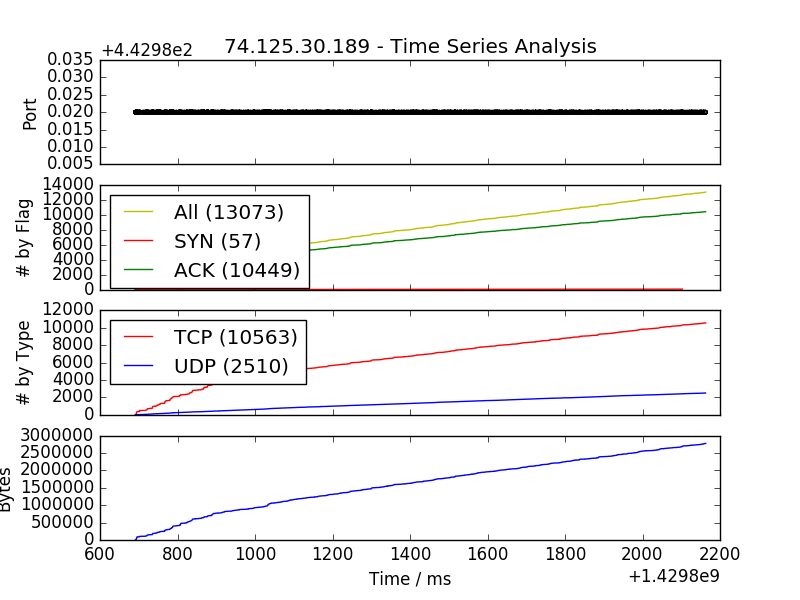 +4.4298e2
74.125.30.189 - Time Series Analysis
0.035
0.030
0.025
0.020
0.015
0.010
0.005
Port
14000
12000
10000
8000
6000
4000
2000
0
# by Flag
All (13073)
SYN (57)
ACK (10449)
12000
10000
8000
6000
4000
2000
0
# by Type
TCP (10563)
UDP (2510)
3000000
2500000
2000000
1500000
1000000
500000
0
Bytes
600 800 1000 1200 1400 1600 1800 2000 2200
Time / ms
+1.4298e9